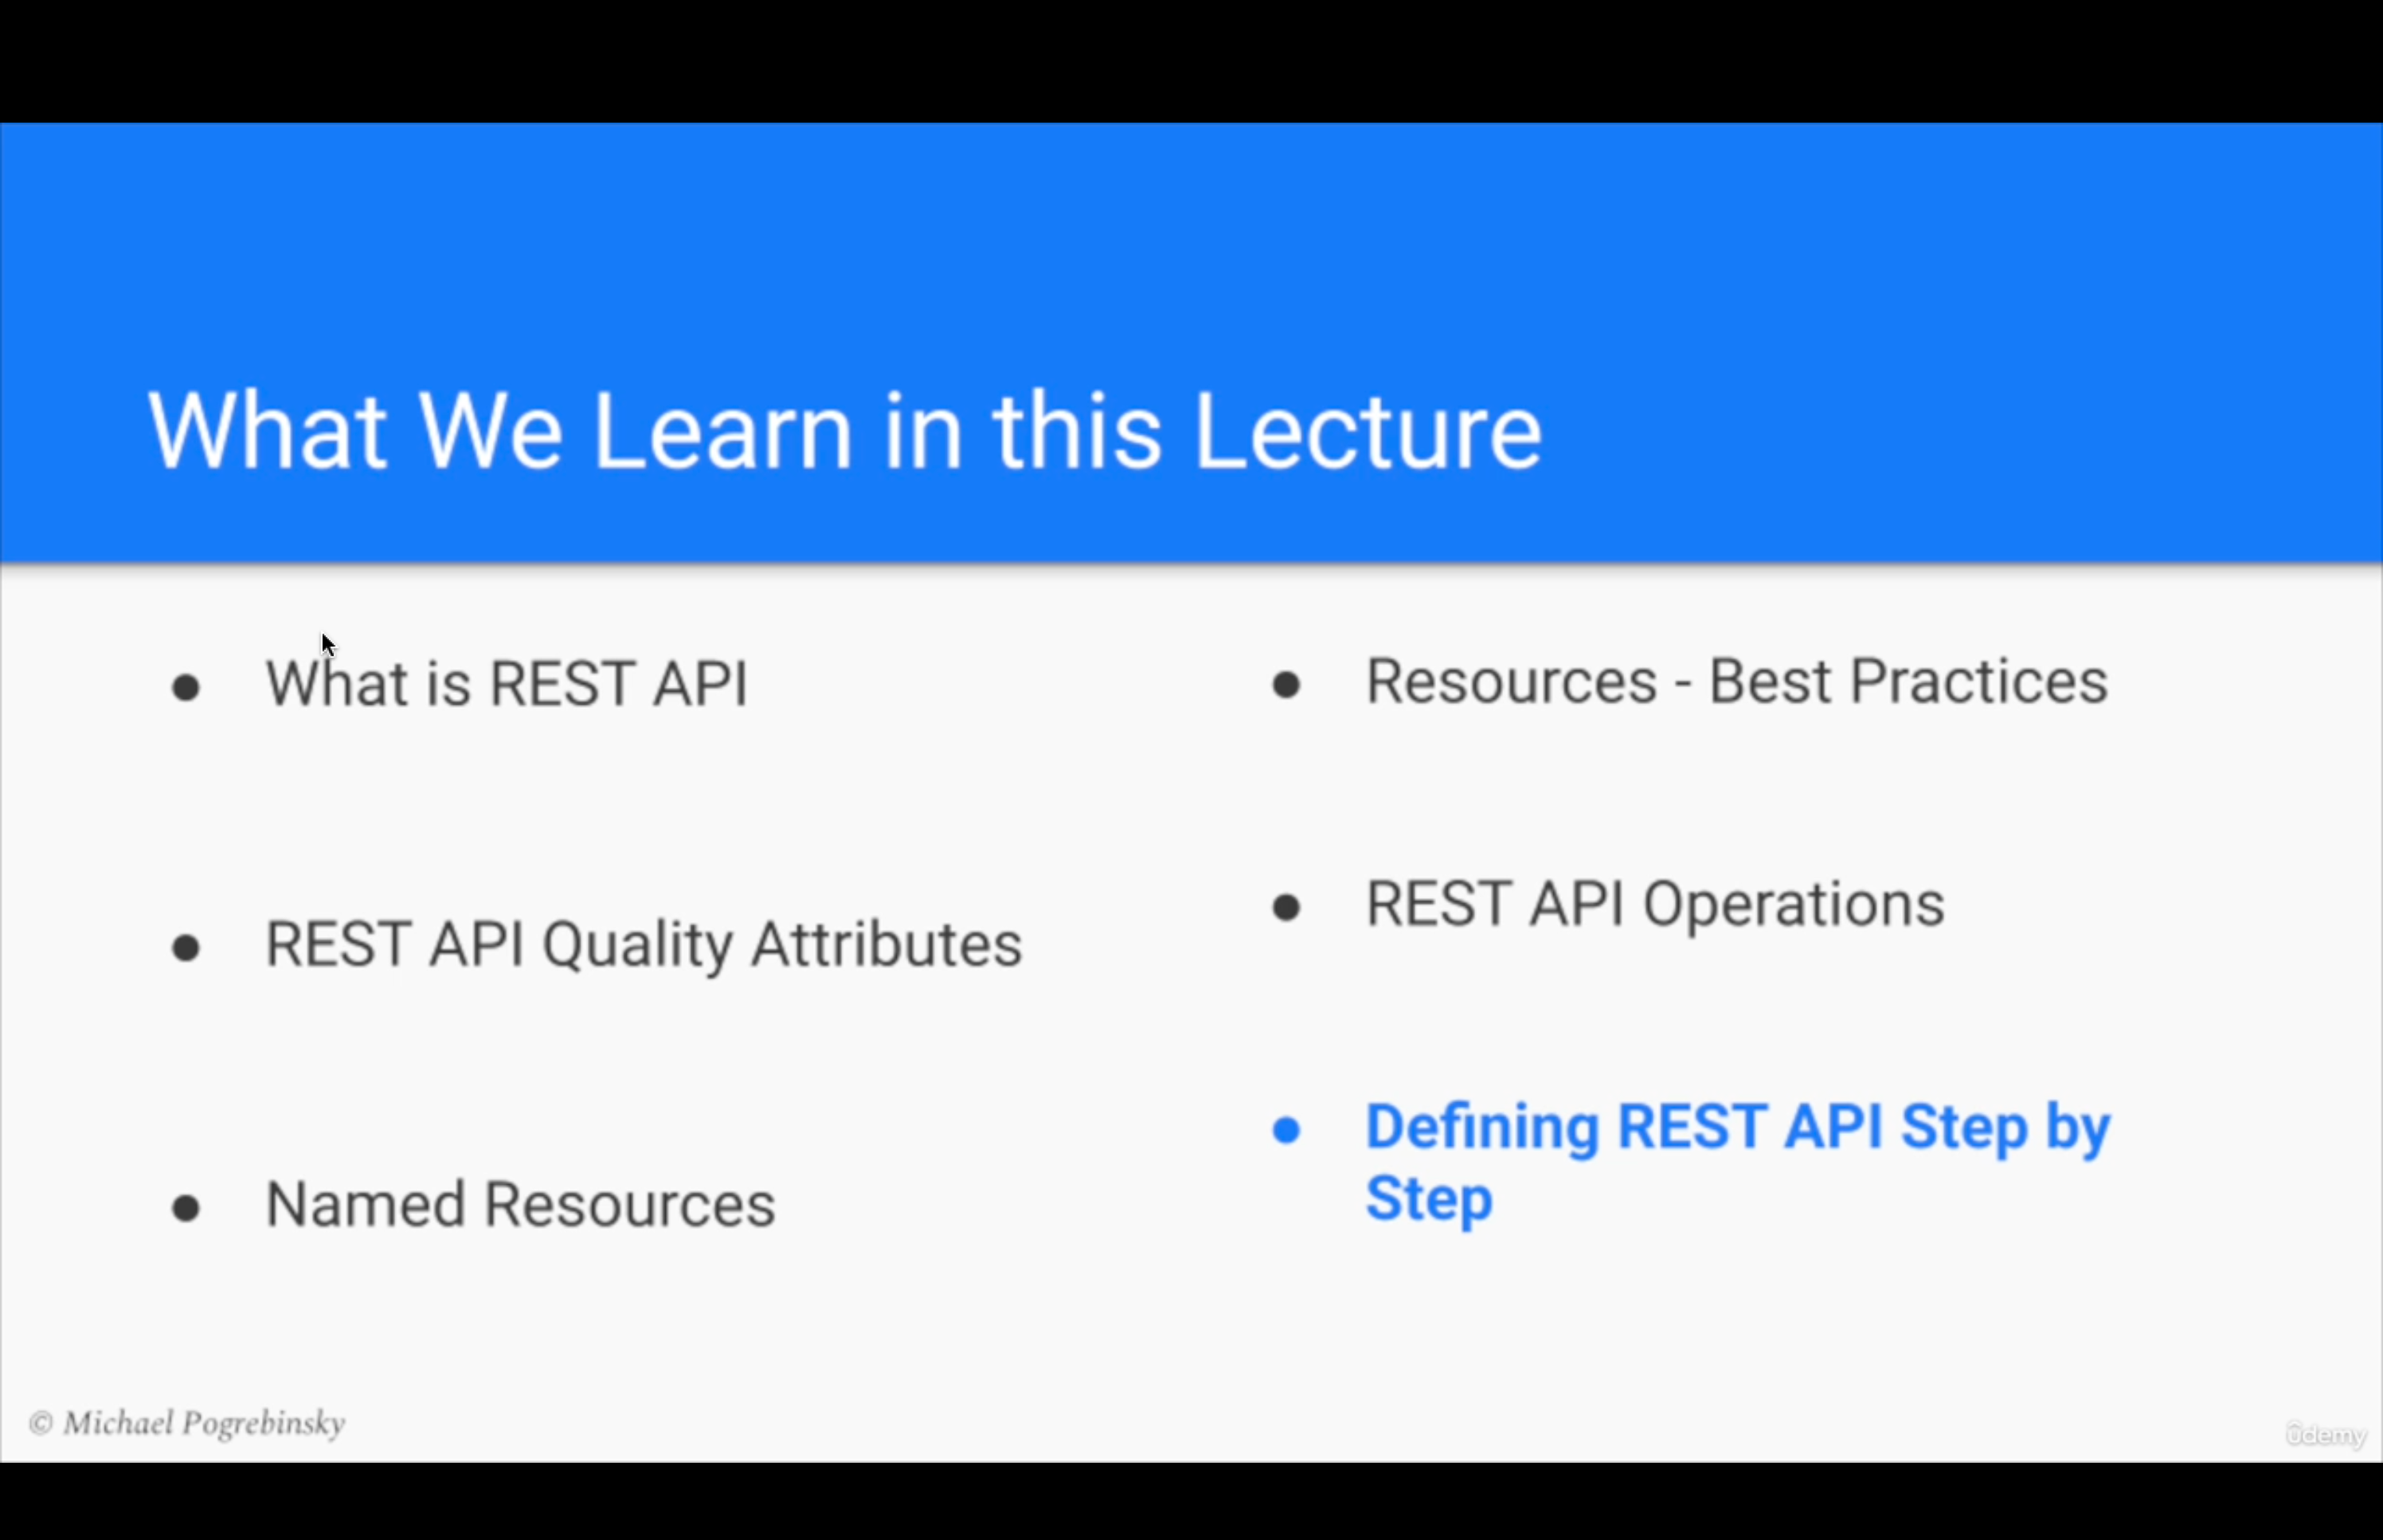 What We Learn in this Lecture
What is REST API
REST API Quality Attributes
Named Resources
Resources - Best Practices
REST API Operations
Defining REST API Step by
Step
© Michael Pogrebinsky
ûdemy